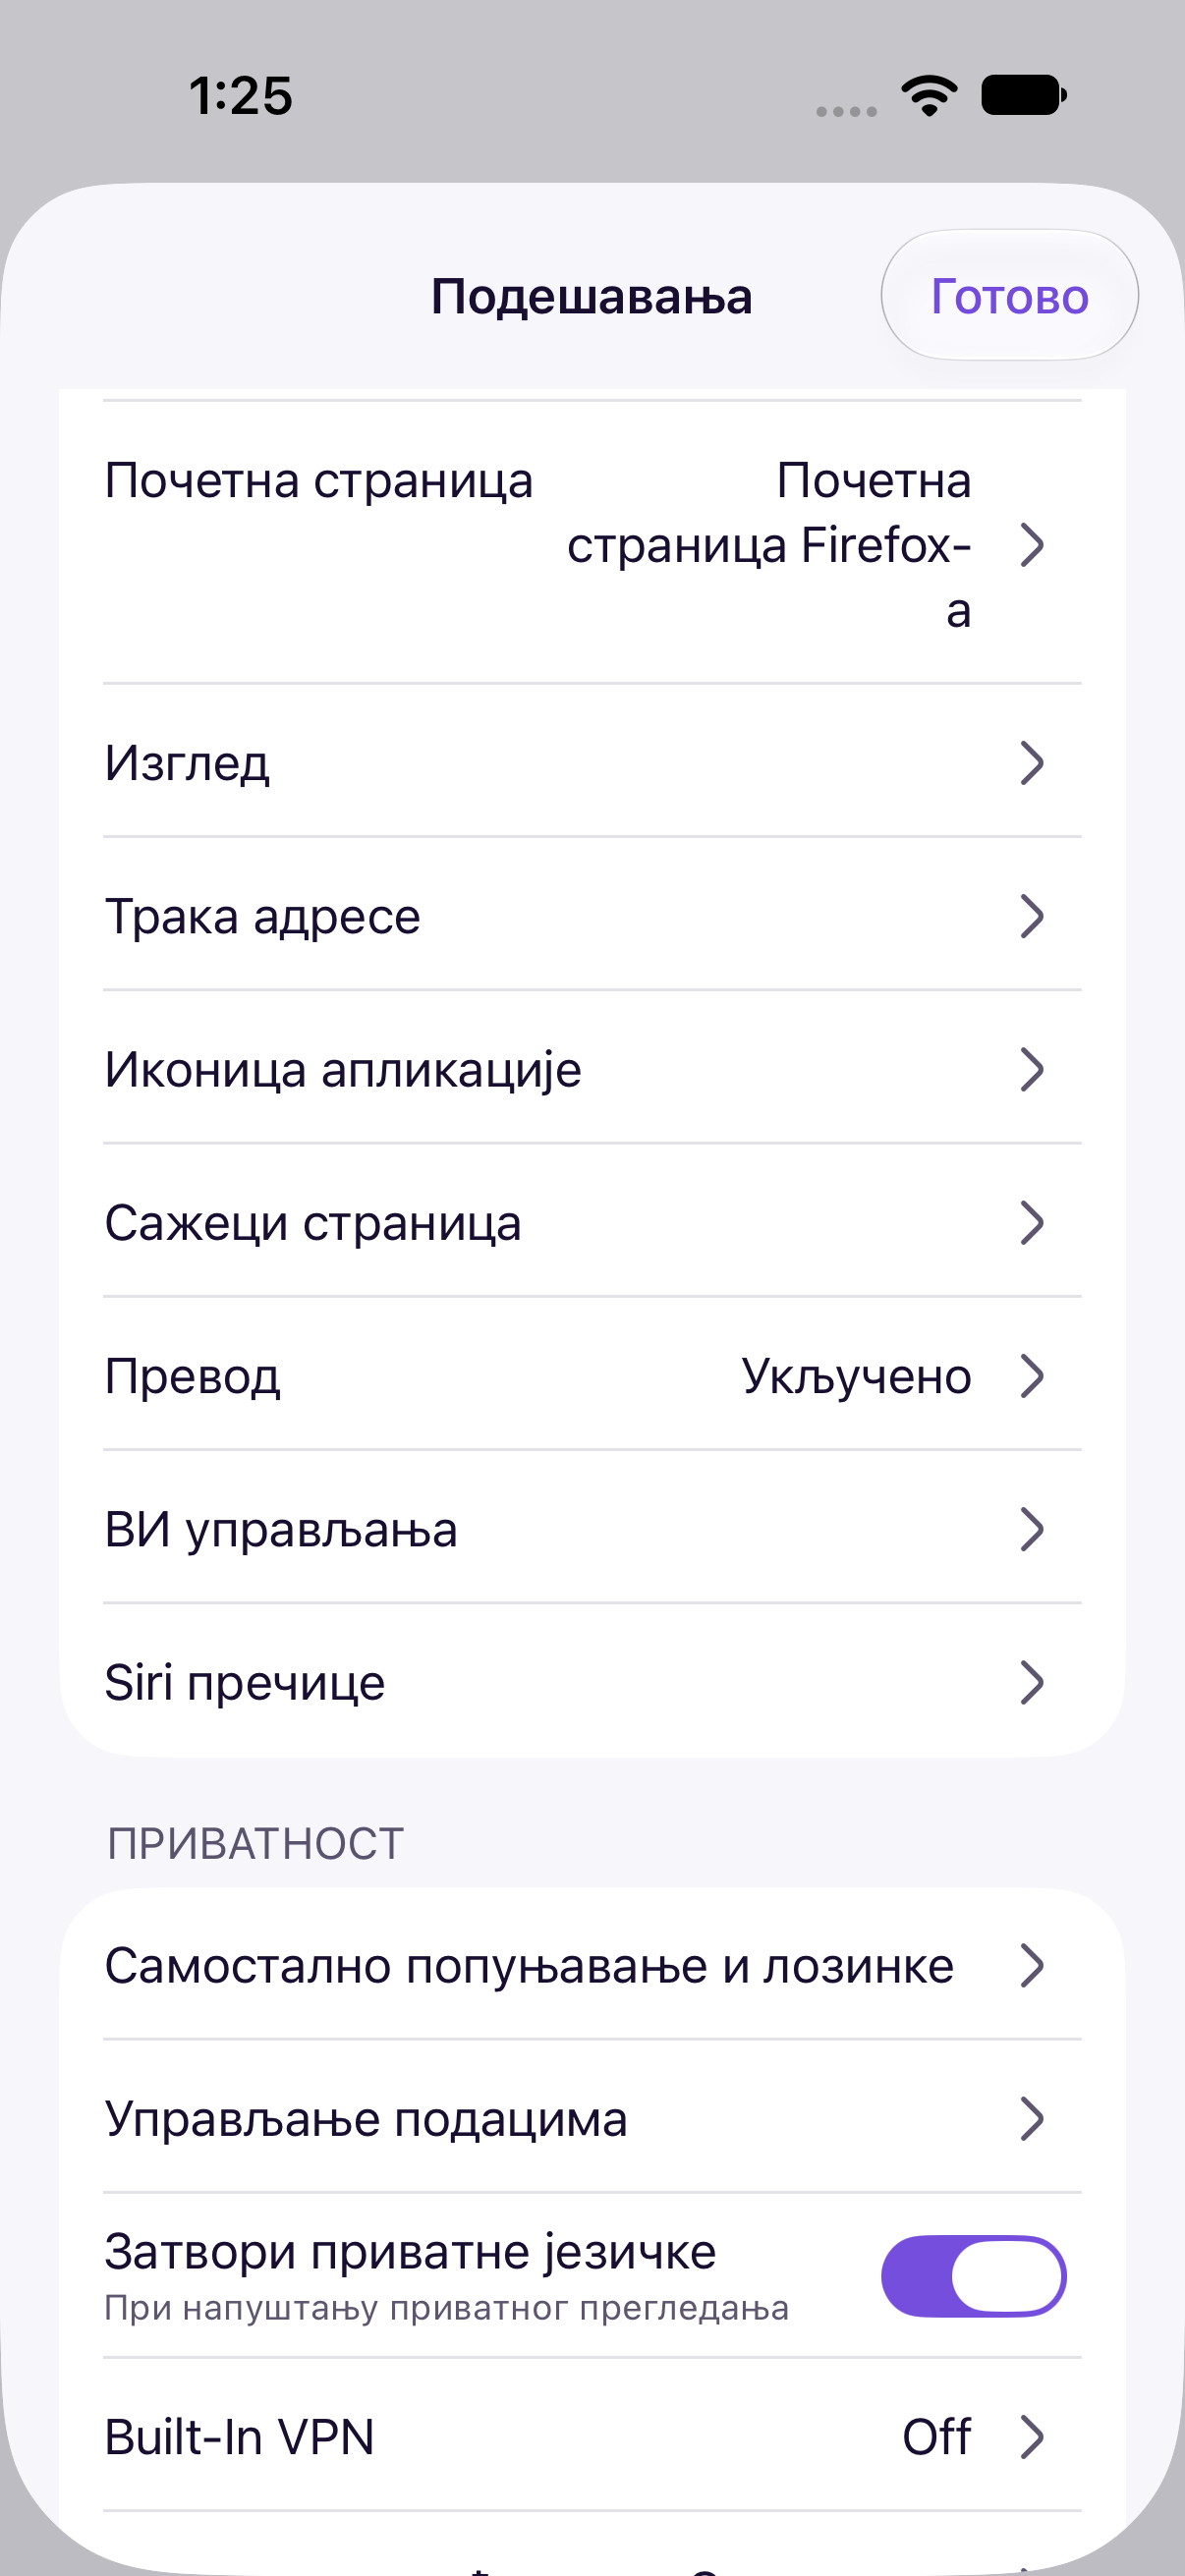 1:25
Подешавања
Готово
Почетна страница
Почетна
страница Firefox-
а
Изглед
Трака адресе
Иконица апликације
Сажеци страница
Превод
Укључено
ВИ управљања
Siri пречице
ПРИВАТНОСТ
Самостално попуњавање и лозинке
Управљање подацима
Затвори приватне језичке
При напуштању приватног прегледања
Built-In VPN
Off